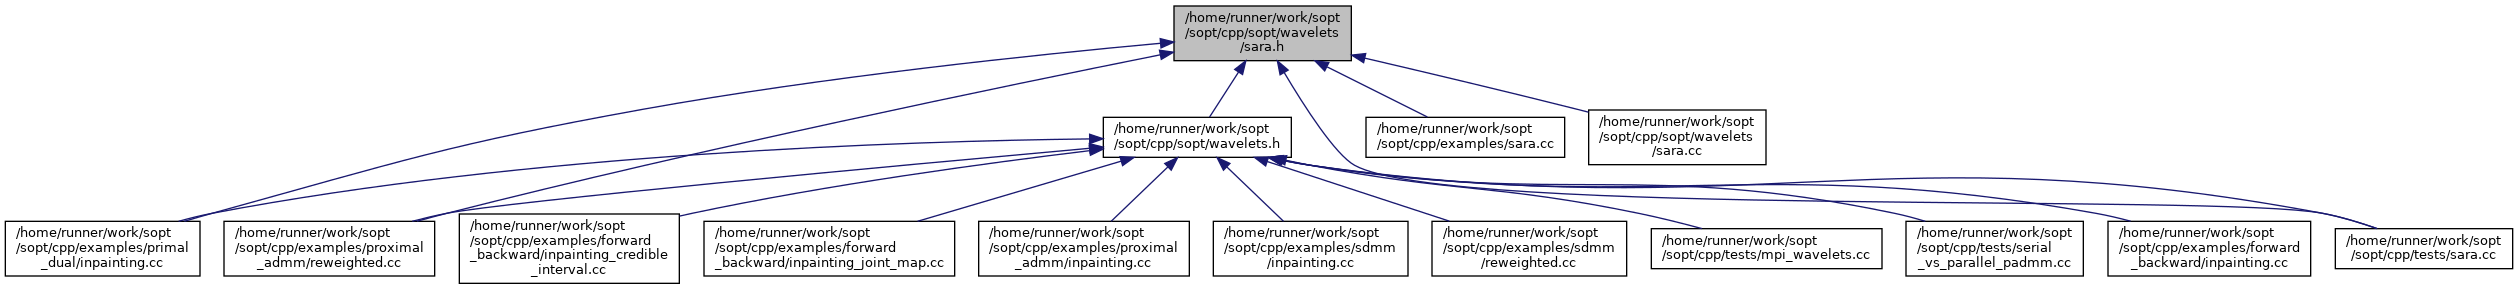 /home/runner/work/sopt
/sopt/cpp/sopt/wavelets
/sara.h
/home/runner/work/sopt
/sopt/cpp/sopt/wavelets.h
/home/runner/work/sopt
/sopt/cpp/examples/sara.cc
/home/runner/work/sopt
/sopt/cpp/sopt/wavelets
/sara.cc
/home/runner/work/sopt
/sopt/cpp/examples/primal
_dual/inpainting.cc
/home/runner/work/sopt
/sopt/cpp/examples/proximal
_admm/reweighted.cc
/home/runner/work/sopt
/sopt/cpp/examples/forward
_backward/inpainting_credible
_interval.cc
/home/runner/work/sopt
/sopt/cpp/examples/forward
_backward/inpainting_joint_map.cc
/home/runner/work/sopt
/sopt/cpp/examples/proximal
_admm/inpainting.cc
/home/runner/work/sopt
/sopt/cpp/examples/sdmm
/inpainting.cc
/home/runner/work/sopt
/sopt/cpp/examples/sdmm
/reweighted.cc
/home/runner/work/sopt
/sopt/cpp/tests/mpi_wavelets.cc
/home/runner/work/sopt
/sopt/cpp/tests/serial
_vs_parallel_padmm.cc
/home/runner/work/sopt
/sopt/cpp/examples/forward
_backward/inpainting.cc
/home/runner/work/sopt
/sopt/cpp/tests/sara.cc